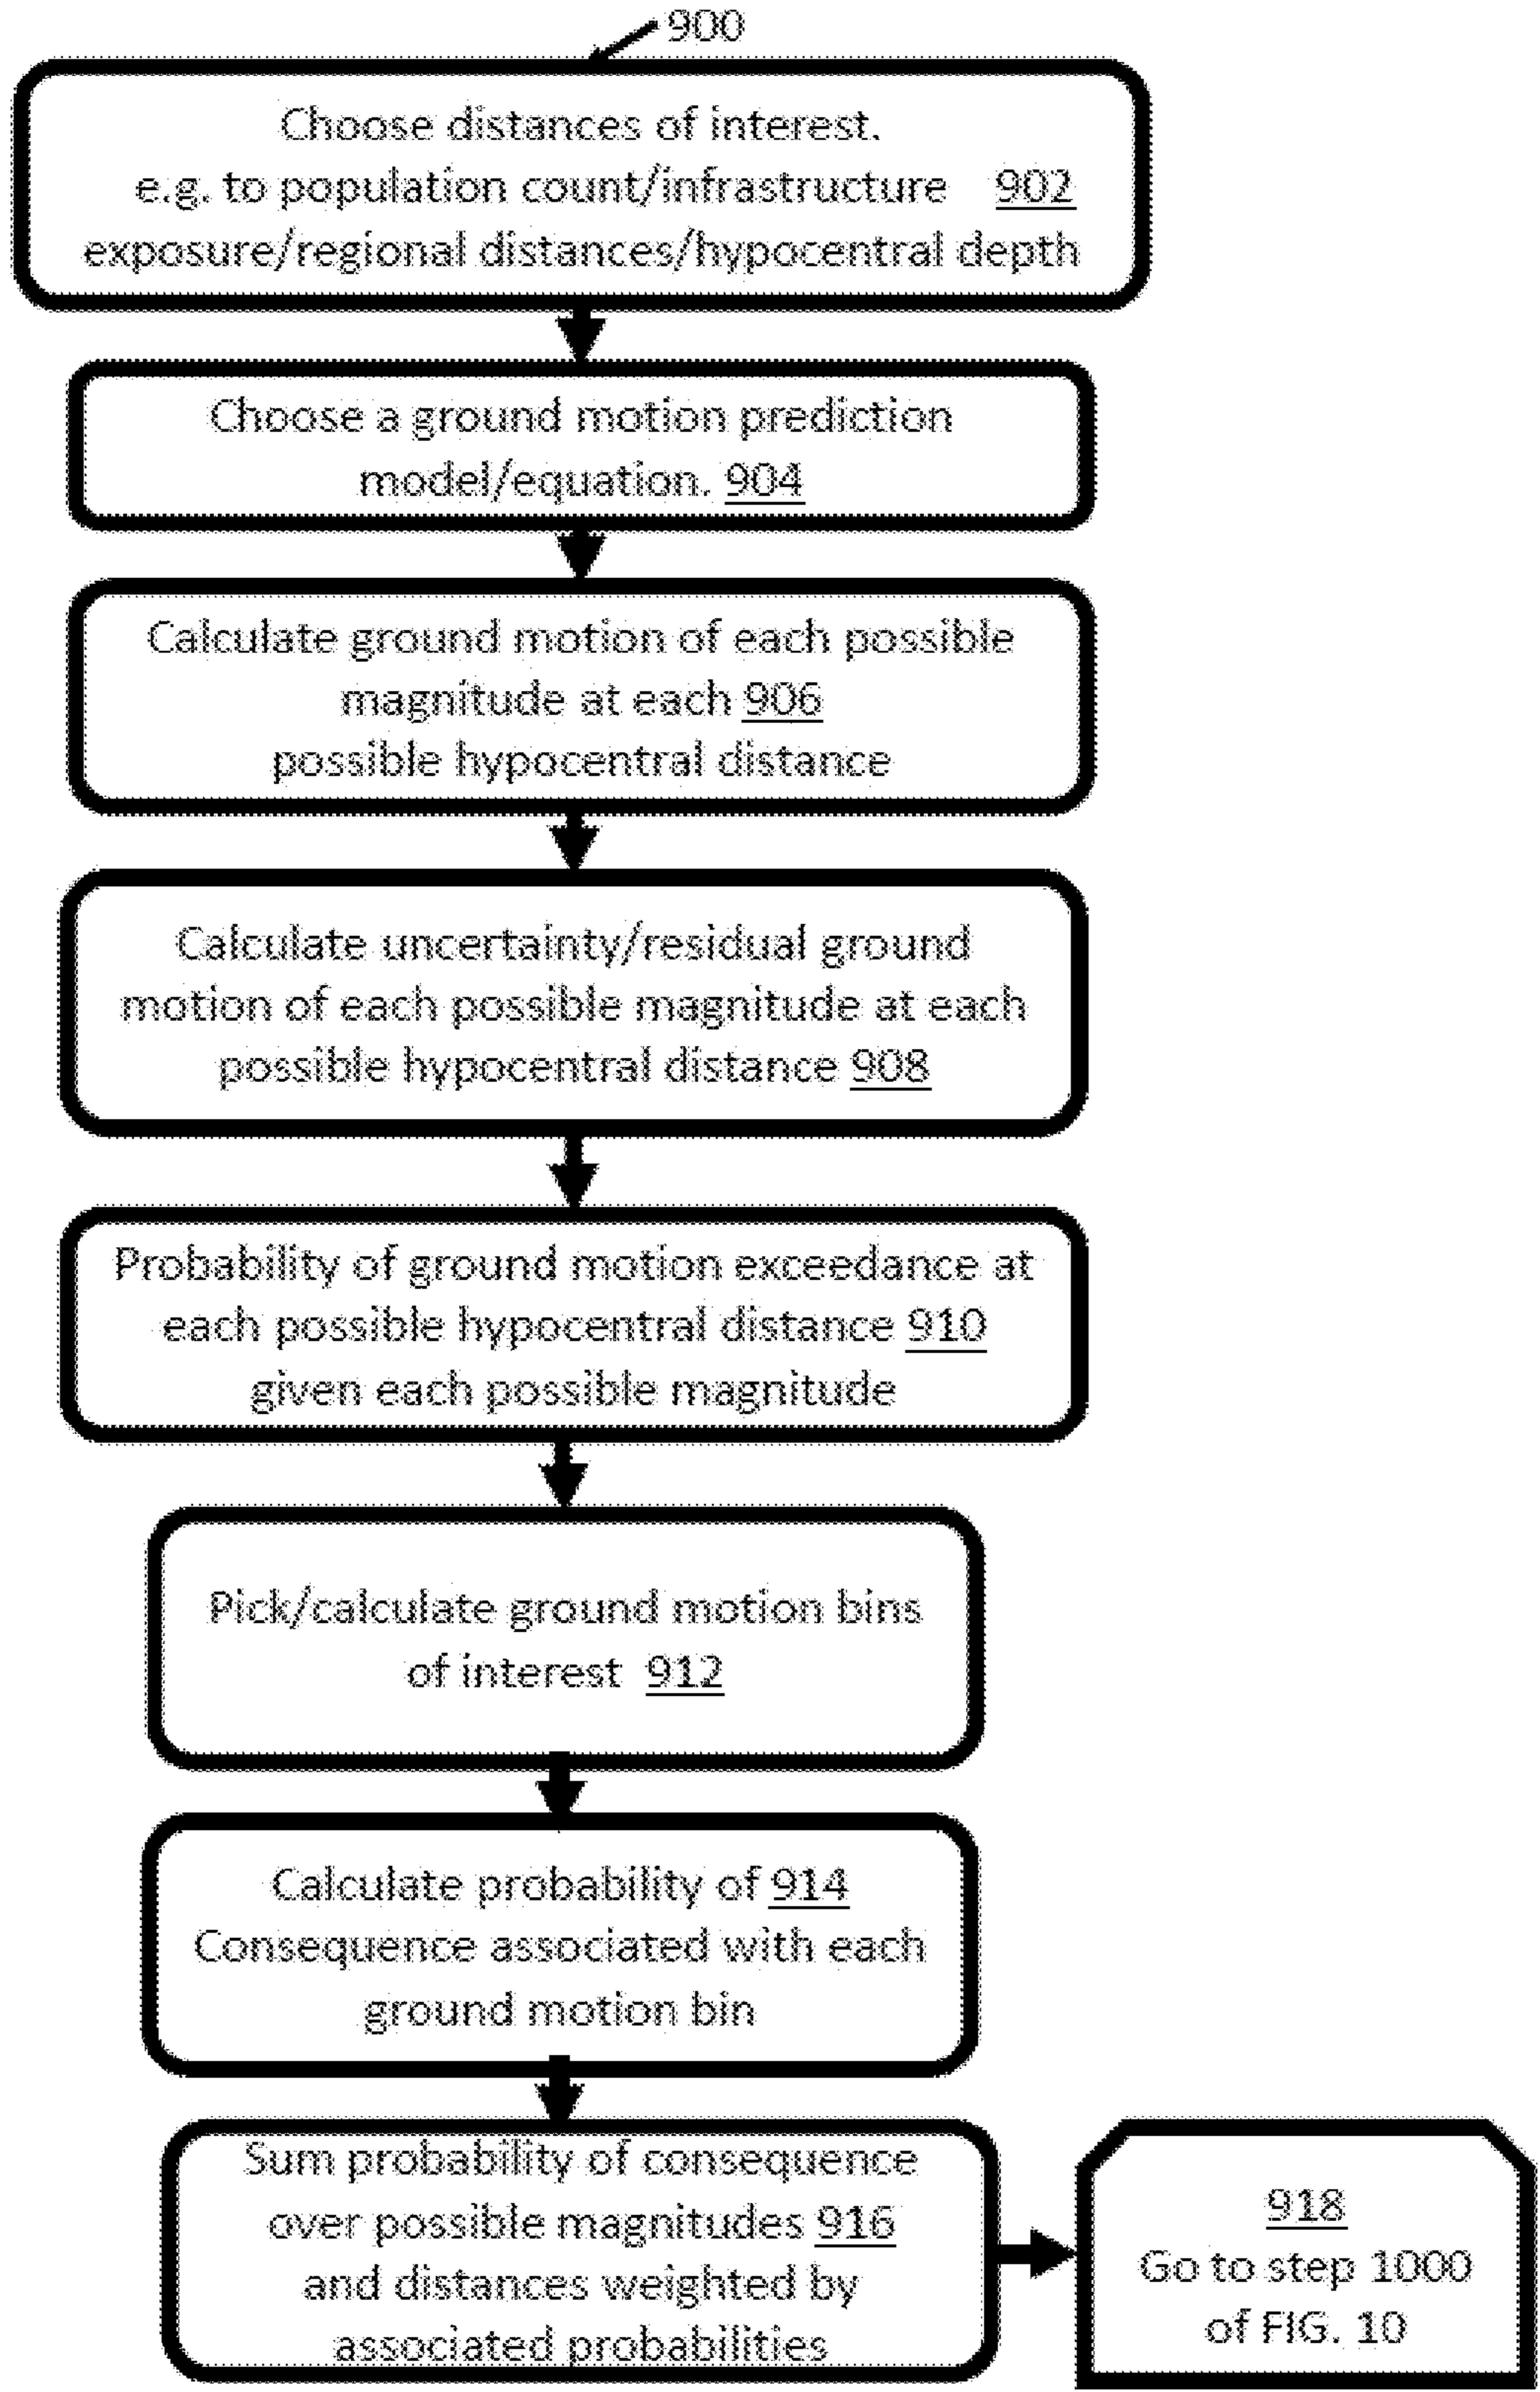 900
Choose distances of interest.
e.g. to population count/infrastructure 902
exposure/regional distances/hypocentral depth
Choose a ground motion prediction
model/equation. 904
Calculate ground motion of each possible
magnitude at each 906
possible hypocentral distance
Calculate uncertainty/residual ground
motion of each possible magnitude at each
possible hypocentral distance 908
Probability of ground motion exceedance at
each possible hypocentral distance 910
given each possible magnitude
Pick/calculate ground motion bins
of interest 912
Calculate probability of 914
Consequence associated with each
ground motion bin
Sum probability of consequence
over possible magnitudes 916
and distances weighted by
associated probabilities
918
Go to step 1000
of FIG. 10